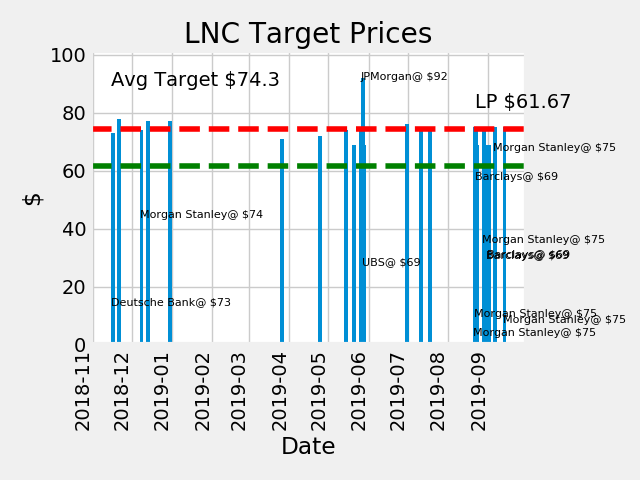 LNC Target Prices
100
80
60
40
20
0
$
Avg Target $74.3
LP $61.67
JPMorgan@ $92
Morgan Stanley@ $75
Barclays@ $69
Morgan Stanley@ $74
Morgan Stanley@ $75
Barclays@ $69
UBS@ $69
Deutsche Bank@ $73
Morgan Stanley@ $75
Morgan Stanley@ $75
Morgan Stanley@ $75
2018-11
2018-12
2019-01
2019-02
2019-03
2019-04
2019-05
2019-06
2019-07
2019-08
2019-09
Date